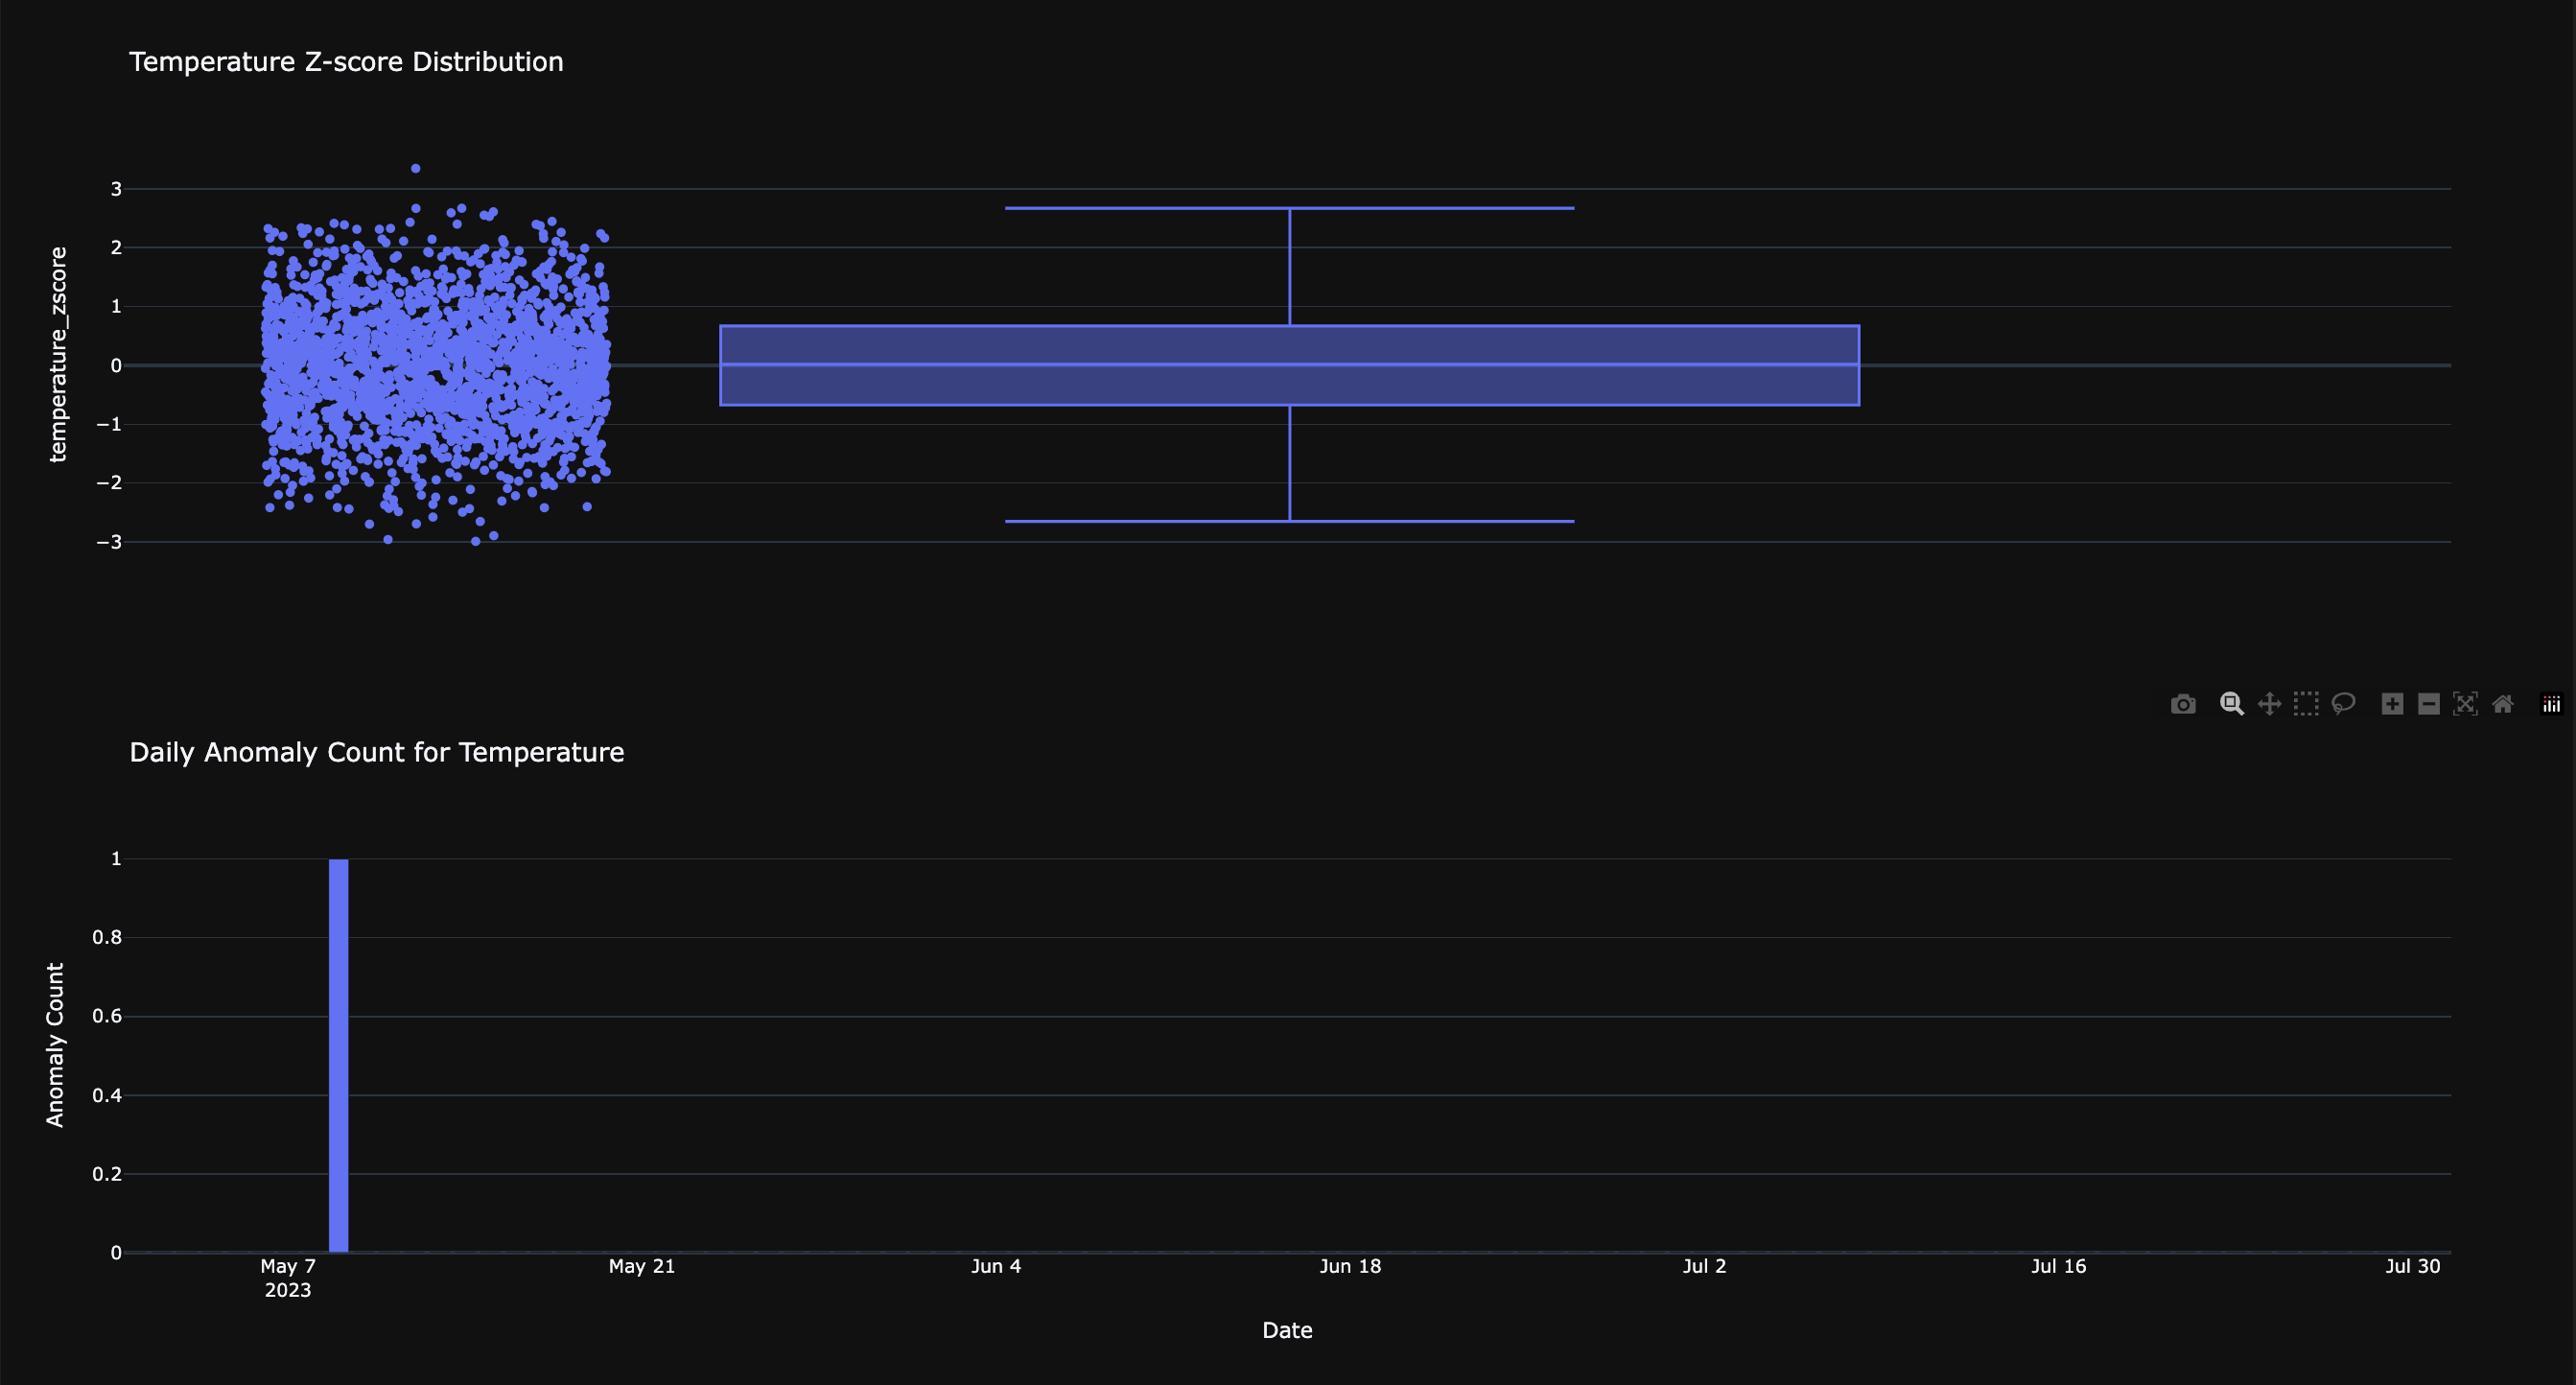 Temperature Z-score Distribution
temperature_zscore
3
2
1
0
−1
−2
−3
Daily Anomaly Count for Temperature
Anomaly Count
1
0.8
0.6
0.4
0.2
0
May 7 May 21 Jun 4 Jun 18 Jul 2 Jul 16 Jul 30
2023
Date